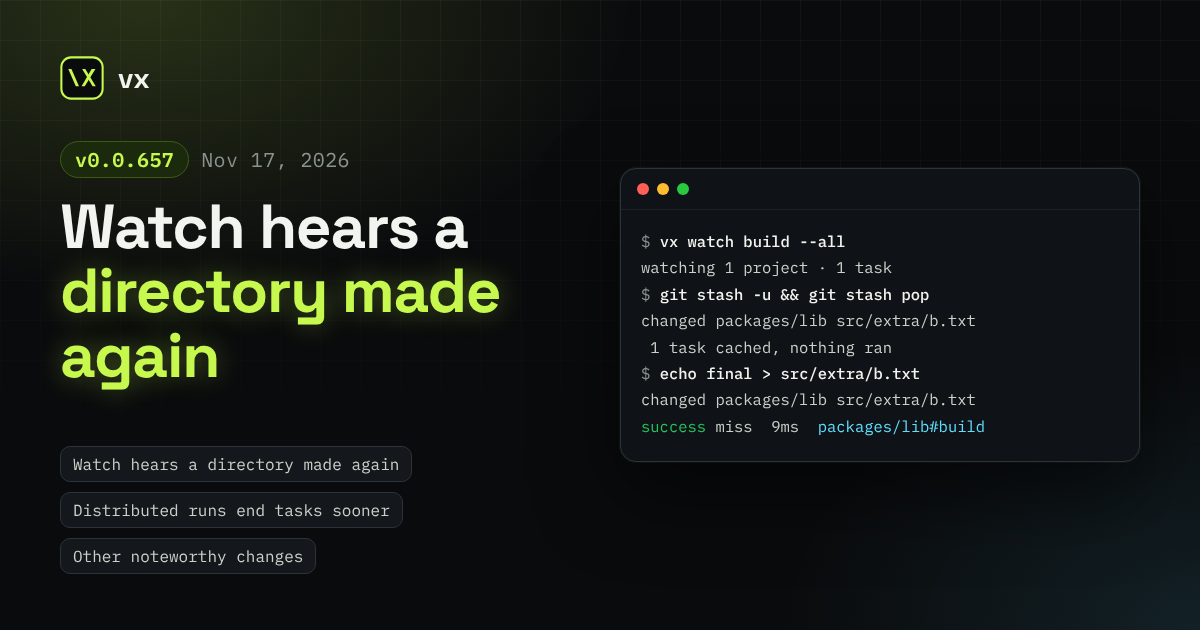 \X vx
v0.0.657 Nov 17, 2026
Watch hears a
directory made
again
Watch hears a directory made again
Distributed runs end tasks sooner
Other noteworthy changes
$ vx watch build --all
watching 1 project · 1 task
$ git stash -u && git stash pop
changed packages/lib src/extra/b.txt
1 task cached, nothing ran
$ echo final > src/extra/b.txt
changed packages/lib src/extra/b.txt
success miss 9ms packages/lib#build